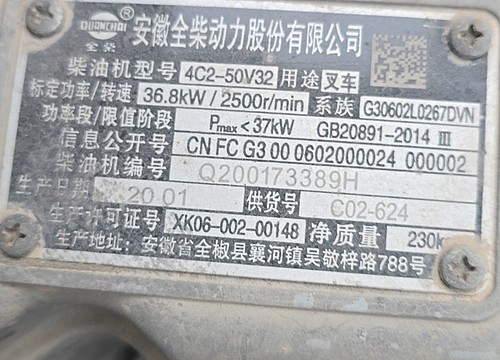 QUANCHAI ® 安徽全柴动力股份有限公司
全柴
柴油机型号 4C2-50V32 用途 叉车
标定功率/转速 36.8kW / 2500r/min 系族 G30602L0267DVN
功率段/限值阶段 Pmax<37kW GB20891-2014 Ⅲ
信息公开号 CN FC G3 00 0602000024 000002
柴油机编号 Q200173389H
生产日期 20 01 供货号 C02-624
生产许可证号 XK06-002-00148 净质量 230k
生产地址: 安徽省全椒县襄河镇吴敬梓路788号